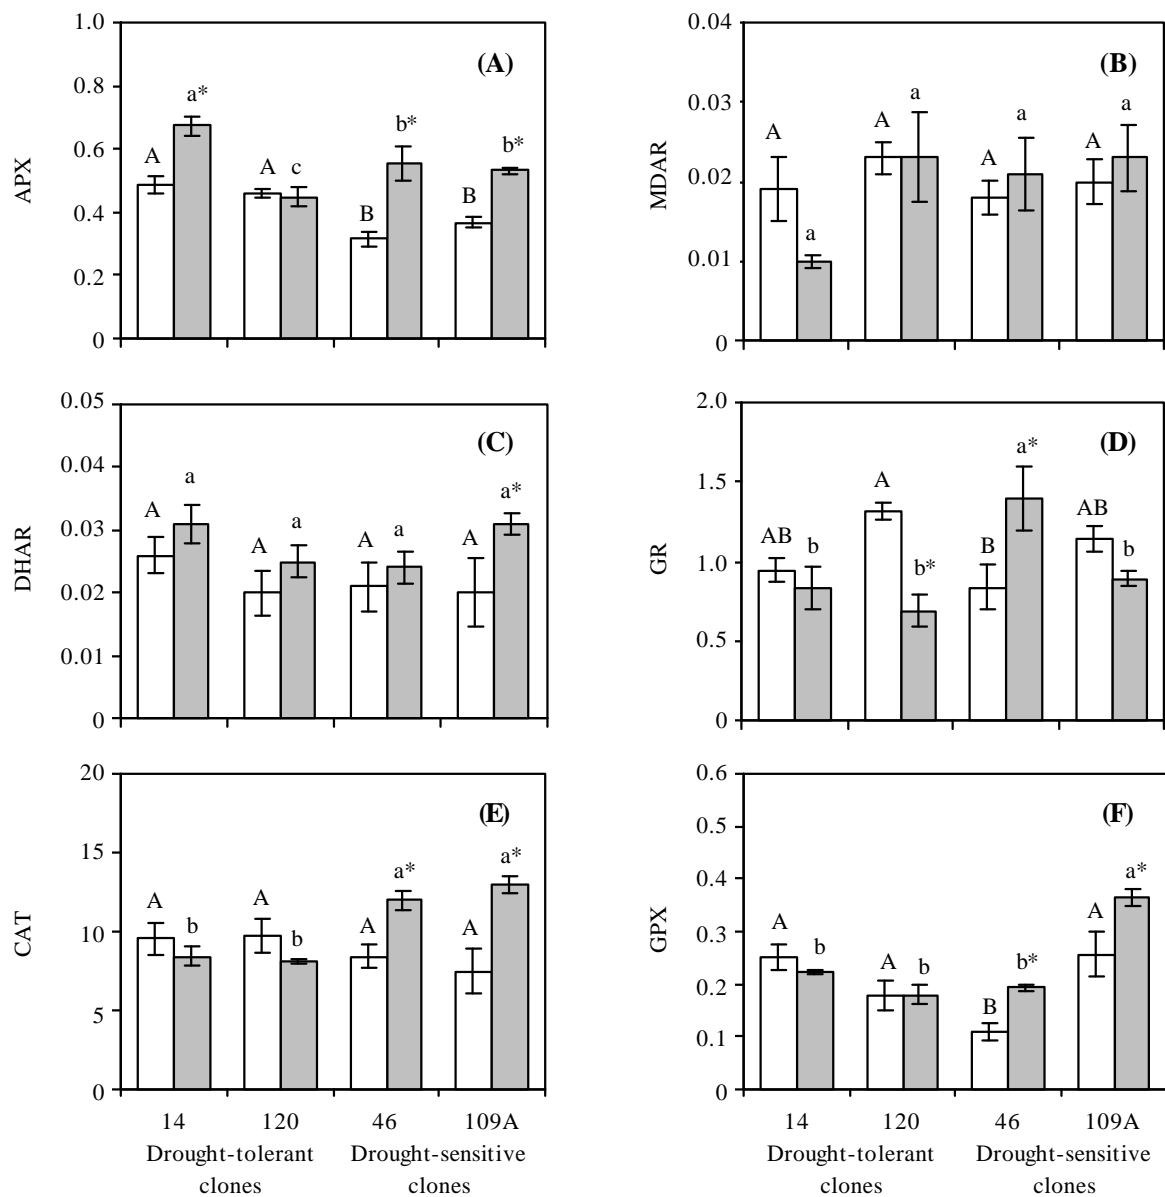 1.0
0.8
0.6
0.4
0.2
0
APX
(A)
A
a*
A
c
B
b*
B
b*
0.04
0.03
0.02
0.01
0
MDAR
(B)
A
a
A
a
A
a
A
a
0.05
0.04
0.03
0.02
0.01
0
DHAR
(C)
A
a
A
a
A
a
A
a*
2.0
1.5
1.0
0.5
0
GR
(D)
AB
b
A
b*
B
a*
AB
b
20
15
10
5
0
CAT
(E)
A
b
A
b
A
a*
A
a*
14 120 46 109A
Drought-tolerant Drought-sensitive
clones clones
0.6
0.5
0.4
0.3
0.2
0.1
0
GPX
(F)
A
b
A
b
B
b*
A
a*
14 120 46 109A
Drought-tolerant Drought-sensitive
clones clones